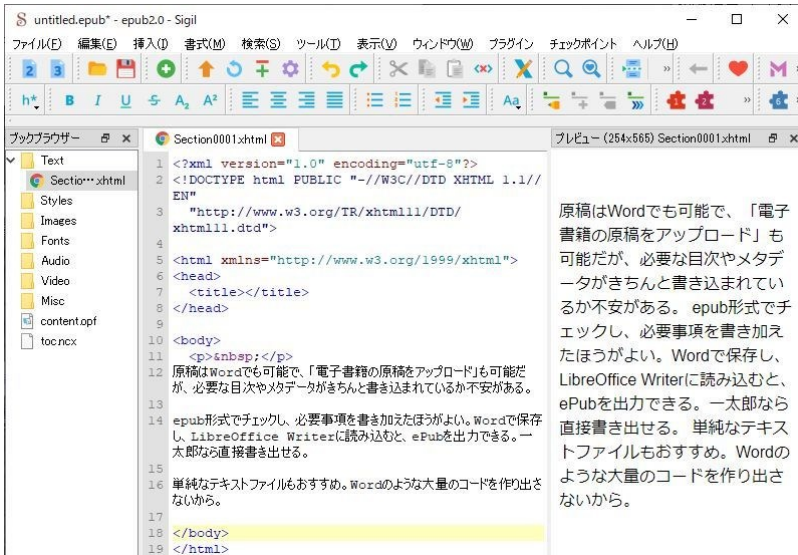 untitled.epub* - epub2.0 - Sigil
ファイル(F) 編集(E) 挿入(I) 書式(M) 検索(S) ツール(T) 表示(V) ウィンドウ(W) プラグイン チェックポイント ヘルプ(H)
2 3
h* B I U S A₂ A² Aa 1 2 6
ブックブラウザー
Text
Sectio…xhtml
Styles
Images
Fonts
Audio
Video
Misc
content.opf
toc.ncx
Section0001.xhtml
1 <?xml version="1.0" encoding="utf-8"?>
2 <!DOCTYPE html PUBLIC "-//W3C//DTD XHTML 1.1//
EN"
3 "http://www.w3.org/TR/xhtml11/DTD/
xhtml11.dtd">
4
5 <html xmlns="http://www.w3.org/1999/xhtml">
6 <head>
7 <title></title>
8 </head>
9
10 <body>
11 <p>&nbsp;</p>
12 原稿はWordでも可能で、「電子書籍の原稿をアップロード」も可能だ
が、必要な目次やメタデータがきちんと書き込まれているか不安がある。
13
14 epub形式でチェックし、必要事項を書き加えたほうがよい。Wordで保存
し、LibreOffice Writerに読み込むと、ePubを出力できる。一
太郎なら直接書き出せる。
15
16 単純なテキストファイルもおすすめ。Wordのような大量のコードを作り出さ
ないから。
17
18 </body>
19 </html>
プレビュー (254x565) Section0001.xhtml
原稿はWordでも可能で、「電子
書籍の原稿をアップロード」も
可能だが、必要な目次やメタデ
ータがきちんと書き込まれてい
るか不安がある。 epub形式でチ
ェックし、必要事項を書き加え
たほうがよい。Wordで保存し、
LibreOffice Writerに読み込むと、
ePubを出力できる。一太郎なら
直接書き出せる。 単純なテキス
トファイルもおすすめ。Wordの
ような大量のコードを作り出さ
ないから。